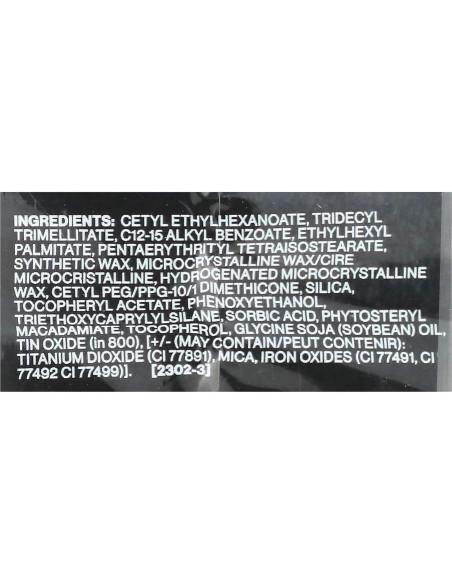 INGREDIENTS: CETYL ETHYLHEXANOATE, TRIDECYL
TRIMELLITATE, C12-15 ALKYL BENZOATE, ETHYLHEXYL
PALMITATE, PENTAERYTHRITYL TETRAISOSTEARATE,
SYNTHETIC WAX, MICROCRYSTALLINE WAX/CIRE
MICROCRISTALLINE, HYDROGENATED MICROCRYSTALLINE
WAX, CETYL PEG/PPG-10/1 DIMETHICONE, SILICA,
TOCOPHERYL ACETATE, PHENOXYETHANOL,
TRIETHOXYCAPRYLYLSILANE, SORBIC ACID, PHYTOSTERYL
MACADAMIATE, TOCOPHEROL, GLYCINE SOJA (SOYBEAN) OIL,
TIN OXIDE (in 800), [+/- (MAY CONTAIN/PEUT CONTENIR):
TITANIUM DIOXIDE (CI 77891), MICA, IRON OXIDES (CI 77491, CI
77492 CI 77499)]. [2302-3]